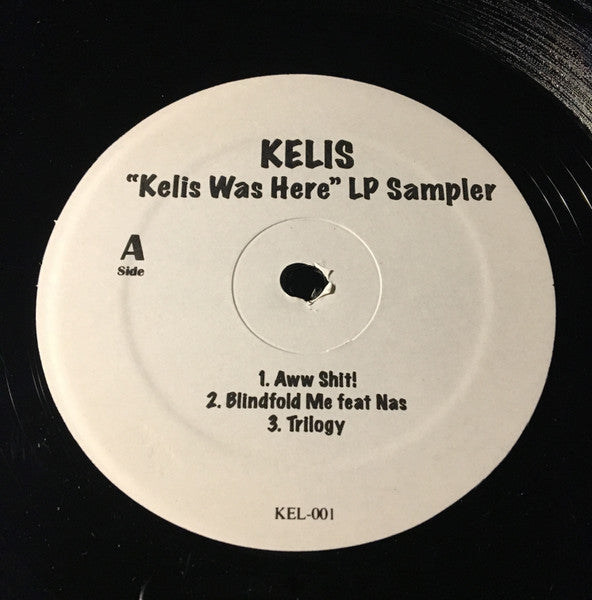 KELIS
“Kelis Was Here” LP Sampler
A
Side
1. Aww Shit!
2. Blindfold Me feat Nas
3. Trilogy
KEL-001